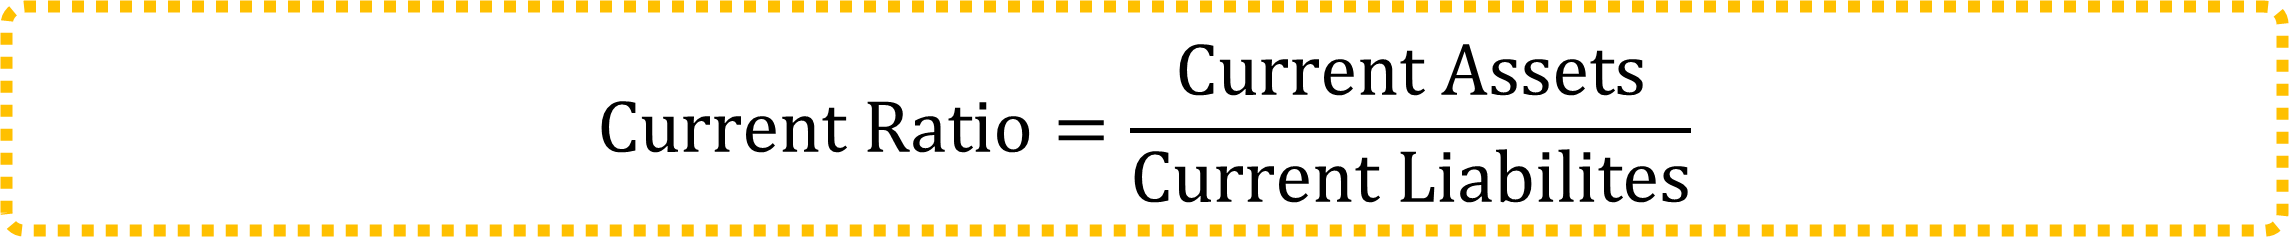 Current Ratio = Current Assets
Current Liabilites